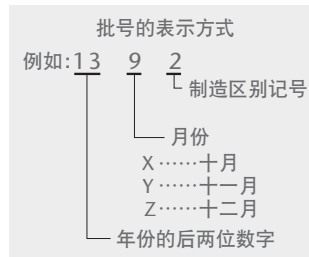 批号的表示方式
例如:13 9 2
制造区别记号
月份
X……十月
Y……十一月
Z……十二月
年份的后两位数字